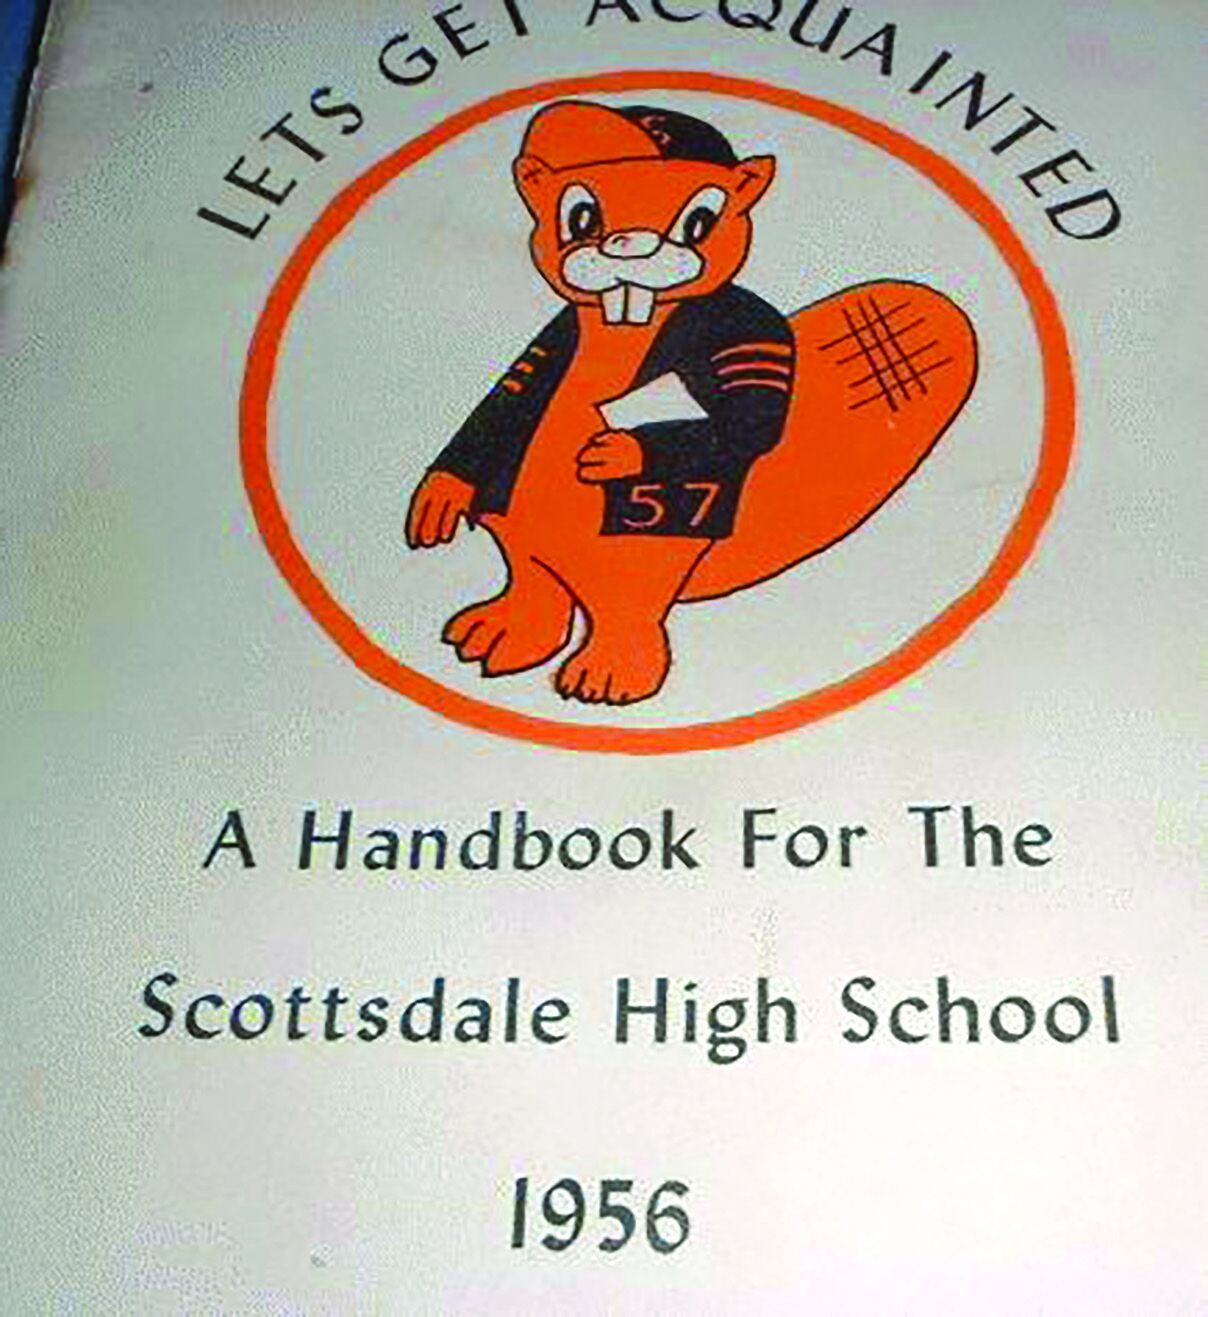 LETS GET ACQUAINTED
57
A Handbook For The
Scottsdale High School
1956